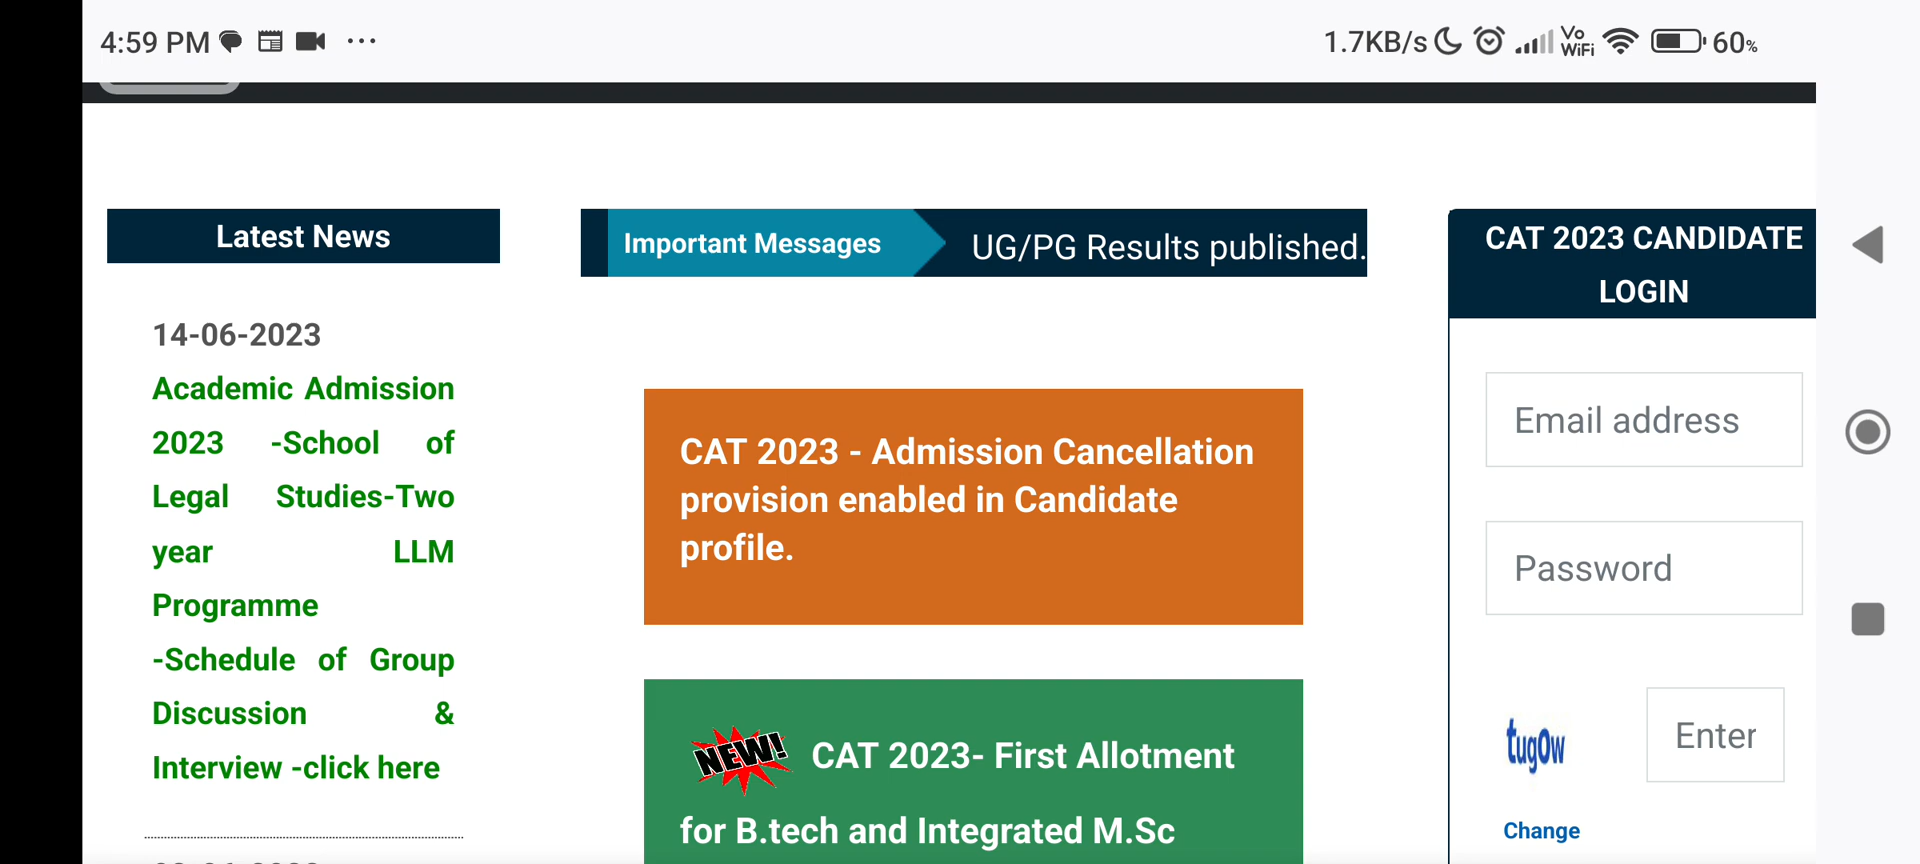 4:59 PM
1.7KB/s
Vo
WiFi
60%
Latest News
14-06-2023
Academic Admission
2023 -School of
Legal Studies-Two
year LLM
Programme
-Schedule of Group
Discussion &
Interview -click here
Important Messages
UG/PG Results published.
CAT 2023 - Admission Cancellation
provision enabled in Candidate
profile.
NEW! CAT 2023- First Allotment
for B.tech and Integrated M.Sc
CAT 2023 CANDIDATE
LOGIN
Email address
Password
tugOw
Enter
Change